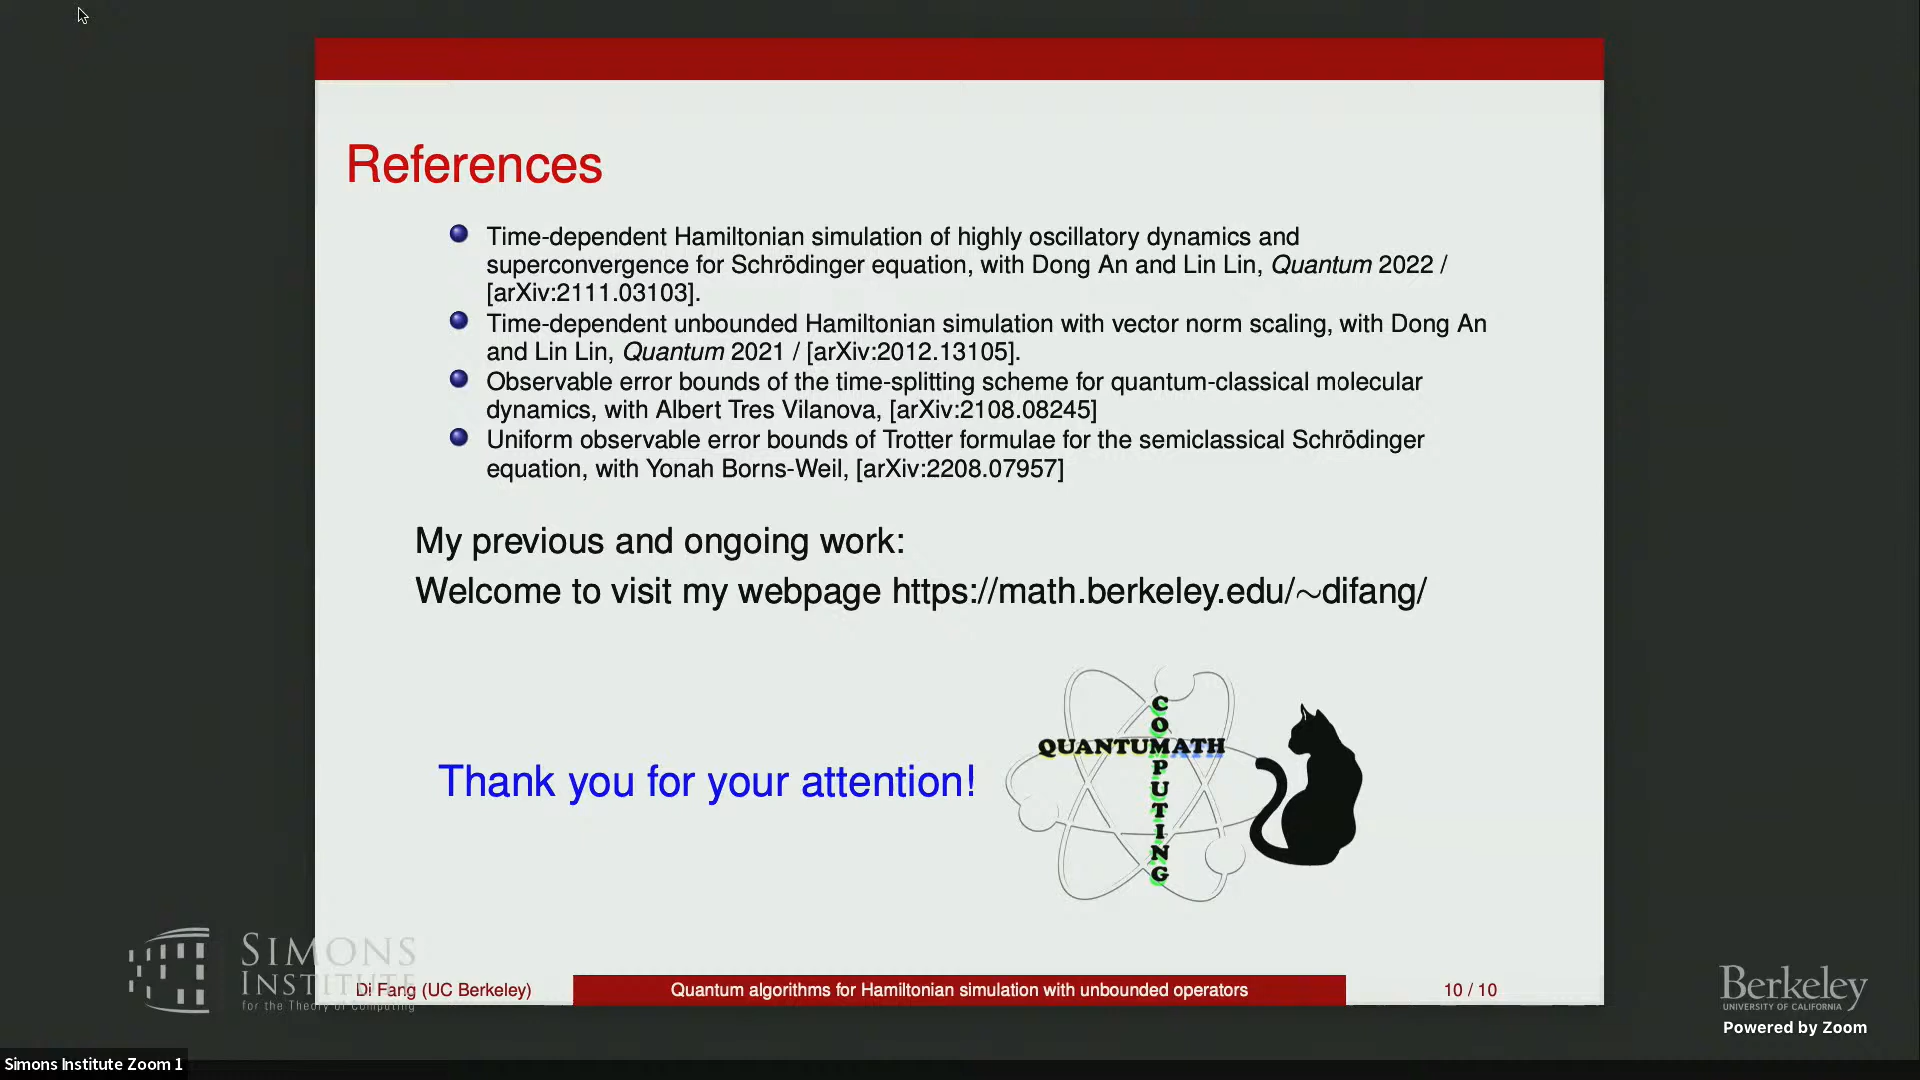 References
Time-dependent Hamiltonian simulation of highly oscillatory dynamics and
superconvergence for Schrödinger equation, with Dong An and Lin Lin, Quantum 2022 /
[arXiv:2111.03103].
Time-dependent unbounded Hamiltonian simulation with vector norm scaling, with Dong An
and Lin Lin, Quantum 2021 / [arXiv:2012.13105].
Observable error bounds of the time-splitting scheme for quantum-classical molecular
dynamics, with Albert Tres Vilanova, [arXiv:2108.08245]
Uniform observable error bounds of Trotter formulae for the semiclassical Schrödinger
equation, with Yonah Borns-Weil, [arXiv:2208.07957]
My previous and ongoing work:
Welcome to visit my webpage https://math.berkeley.edu/~difang/
Thank you for your attention!
QUANTUMATH
COMPUTING
SIMONS
INSTITUTE
for the Theory of Computing
Di Fang (UC Berkeley)
Quantum algorithms for Hamiltonian simulation with unbounded operators
10 / 10
Berkeley
UNIVERSITY OF CALIFORNIA
Powered by Zoom
Simons Institute Zoom 1